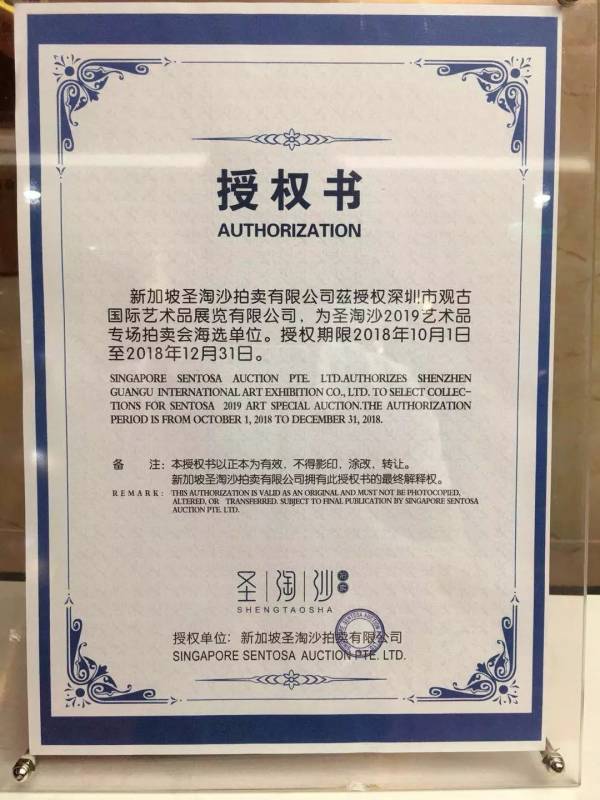 授权书
AUTHORIZATION
新加坡圣淘沙拍卖有限公司兹授权深圳市观古
国际艺术品展览有限公司，为圣淘沙2019艺术品
专场拍卖会海选单位。授权期限2018年10月1日
至2018年12月31日。
SINGAPORE SENTOSA AUCTION PTE. LTD.AUTHORIZES SHENZHEN
GUANGU INTERNATIONAL ART EXHIBITION CO., LTD. TO SELECT COLLEC-
TIONS FOR SENTOSA 2019 ART SPECIAL AUCTION.THE AUTHORIZATION
PERIOD IS FROM OCTOBER 1, 2018 TO DECEMBER 31, 2018.
备 注：本授权书以正本为有效，不得影印，涂改，转让。
新加坡圣淘沙拍卖有限公司拥有此授权书的最终解释权。
REMARK: THIS AUTHORIZATION IS VALID AS AN ORIGINAL AND MUST NOT BE PHOTOCOPIED,
ALTERED, OR TRANSFERRED. SUBJECT TO FINAL PUBLICATION BY SINGAPORE SENTOSA
AUCTION PTE. LTD.
圣|淘|沙 拍卖
SHENGTAOSHA
授权单位：新加坡圣淘沙拍卖有限公司
SINGAPORE SENTOSA AUCTION PTE. LTD.